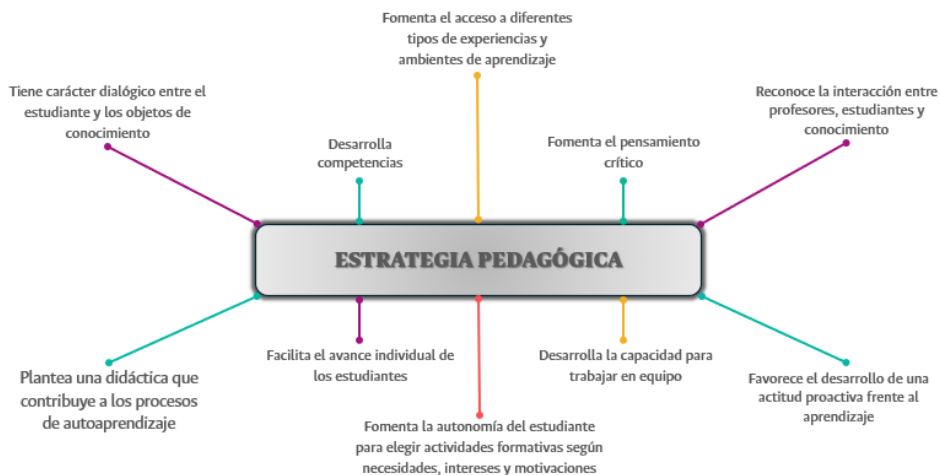 Fomenta el acceso a diferentes
tipos de experiencias y
ambientes de aprendizaje
Tiene carácter dialógico entre el
estudiante y los objetos de
conocimiento
Reconoce la interacción entre
profesores, estudiantes y
conocimiento
Desarrolla
competencias
Fomenta el pensamiento
crítico
ESTRATEGIA PEDAGÓGICA
Plantea una didáctica que
contribuye a los procesos
de autoaprendizaje
Facilita el avance individual de
los estudiantes
Desarrolla la capacidad para
trabajar en equipo
Favorece el desarrollo de una
actitud proactiva frente al
aprendizaje
Fomenta la autonomía del estudiante
para elegir actividades formativas según
necesidades, intereses y motivaciones